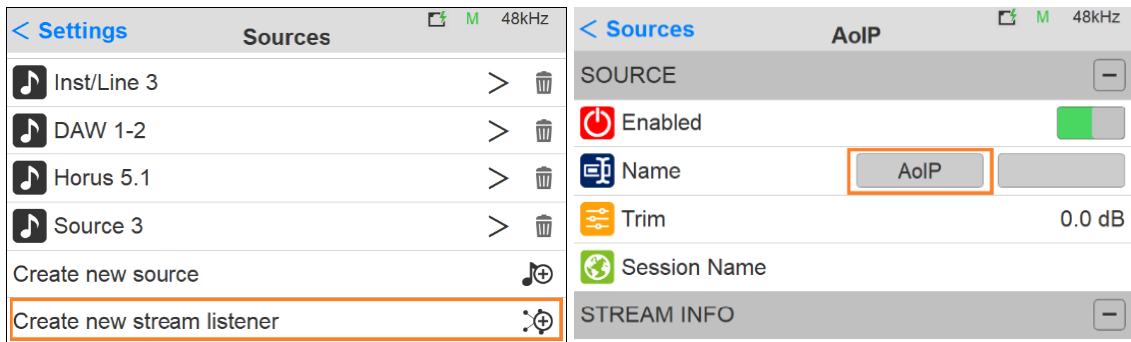 < Settings
Sources
M 48kHz
Inst/Line 3 >
DAW 1-2 >
Horus 5.1 >
Source 3 >
Create new source
Create new stream listener
< Sources
AoIP
M 48kHz
SOURCE
Enabled
Name AoIP
Trim 0.0 dB
Session Name
STREAM INFO